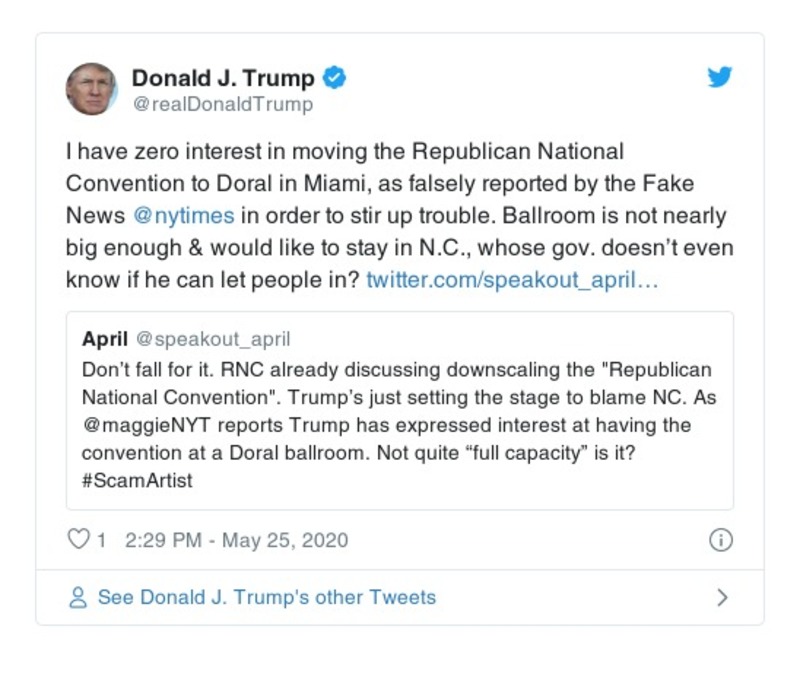 Donald J. Trump
@realDonaldTrump
I have zero interest in moving the Republican National
Convention to Doral in Miami, as falsely reported by the Fake
News @nytimes in order to stir up trouble. Ballroom is not nearly
big enough & would like to stay in N.C., whose gov. doesn’t even
know if he can let people in? twitter.com/speakout_april…
April @speakout_april
Don’t fall for it. RNC already discussing downscaling the "Republican
National Convention". Trump’s just setting the stage to blame NC. As
@maggieNYT reports Trump has expressed interest at having the
convention at a Doral ballroom. Not quite “full capacity” is it?
#ScamArtist
1 2:29 PM - May 25, 2020
See Donald J. Trump's other Tweets